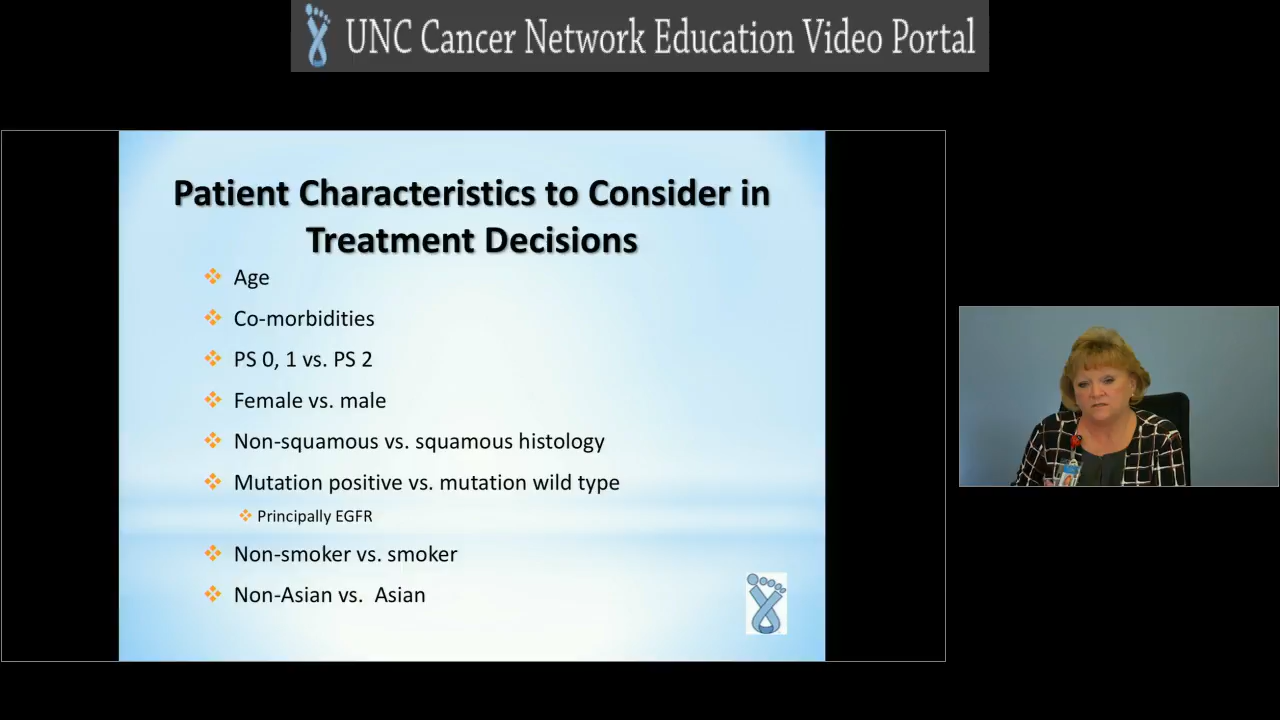 UNC Cancer Network Education Video Portal
Patient Characteristics to Consider in
Treatment Decisions
Age
Co-morbidities
PS 0, 1 vs. PS 2
Female vs. male
Non-squamous vs. squamous histology
Mutation positive vs. mutation wild type
Principally EGFR
Non-smoker vs. smoker
Non-Asian vs. Asian